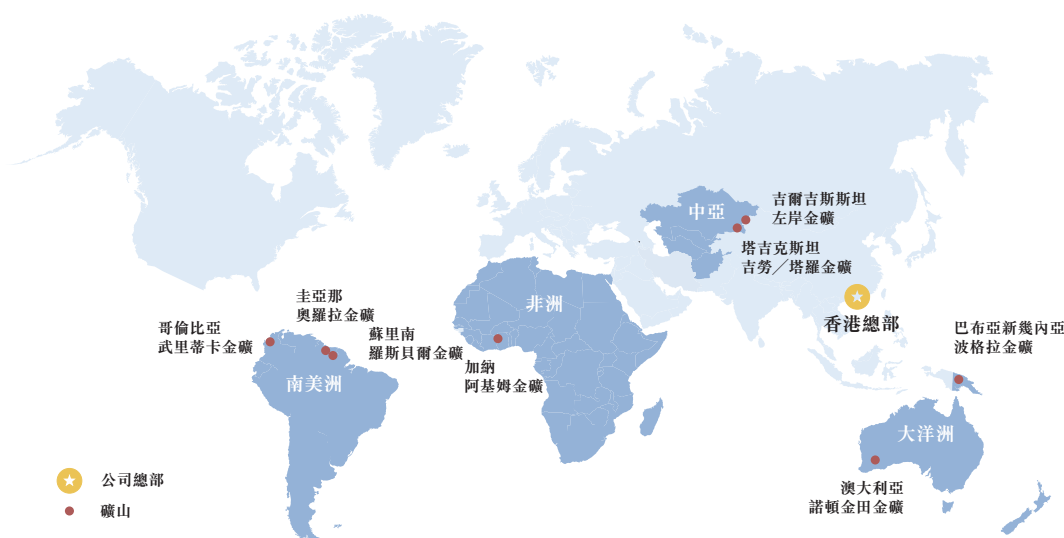 中亞
吉爾吉斯斯坦
左岸金礦
塔吉克斯坦
吉勞／塔羅金礦
非洲
香港總部
圭亞那
奧羅拉金礦
哥倫比亞
武里蒂卡金礦
蘇里南
羅斯貝爾金礦
加納
阿基姆金礦
南美洲
巴布亞新幾內亞
波格拉金礦
大洋洲
澳大利亞
諾頓金田金礦
公司總部
礦山